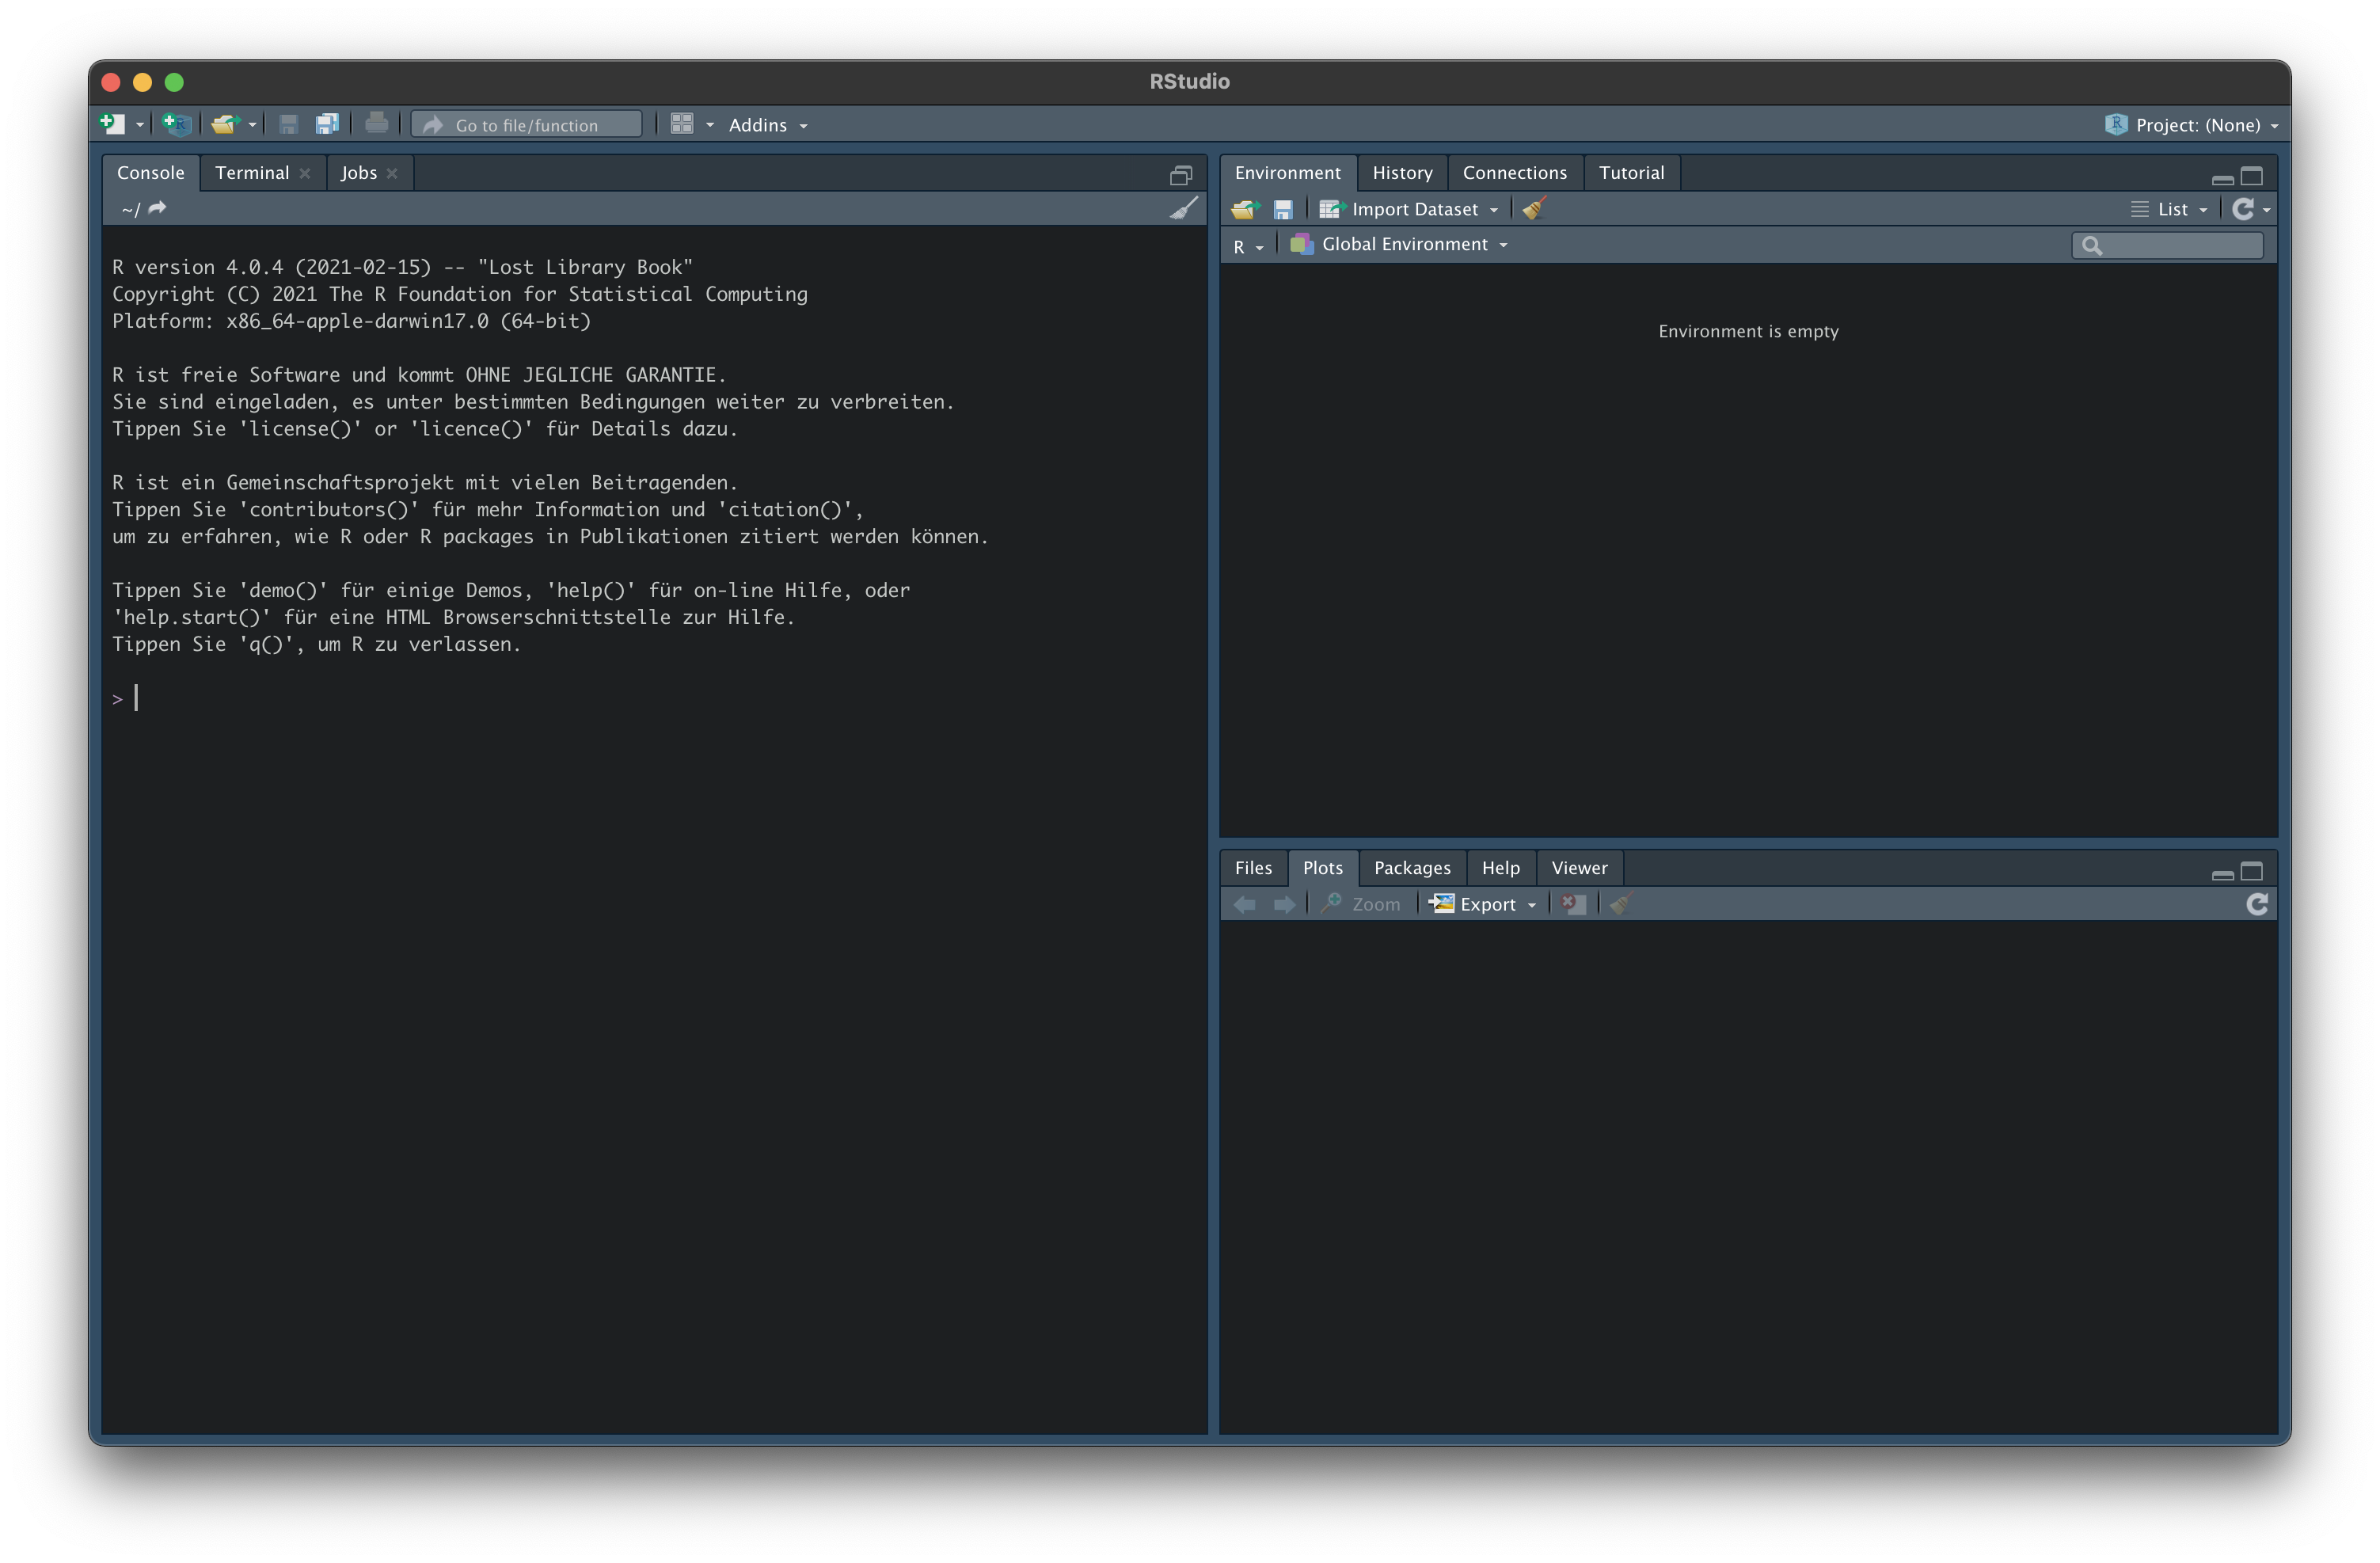 RStudio
Go to file/function
Addins
Project: (None)
Console Terminal Jobs
~/
R version 4.0.4 (2021-02-15) -- "Lost Library Book"
Copyright (C) 2021 The R Foundation for Statistical Computing
Platform: x86_64-apple-darwin17.0 (64-bit)
R ist freie Software und kommt OHNE JEGLICHE GARANTIE.
Sie sind eingeladen, es unter bestimmten Bedingungen weiter zu verbreiten.
Tippen Sie 'license()' or 'licence()' für Details dazu.
R ist ein Gemeinschaftsprojekt mit vielen Beitragenden.
Tippen Sie 'contributors()' für mehr Information und 'citation()',
um zu erfahren, wie R oder R packages in Publikationen zitiert werden können.
Tippen Sie 'demo()' für einige Demos, 'help()' für on-line Hilfe, oder
'help.start()' für eine HTML Browserschnittstelle zur Hilfe.
Tippen Sie 'q()', um R zu verlassen.
>
Environment History Connections Tutorial
Import Dataset List
R Global Environment
Environment is empty
Files Plots Packages Help Viewer
Zoom Export